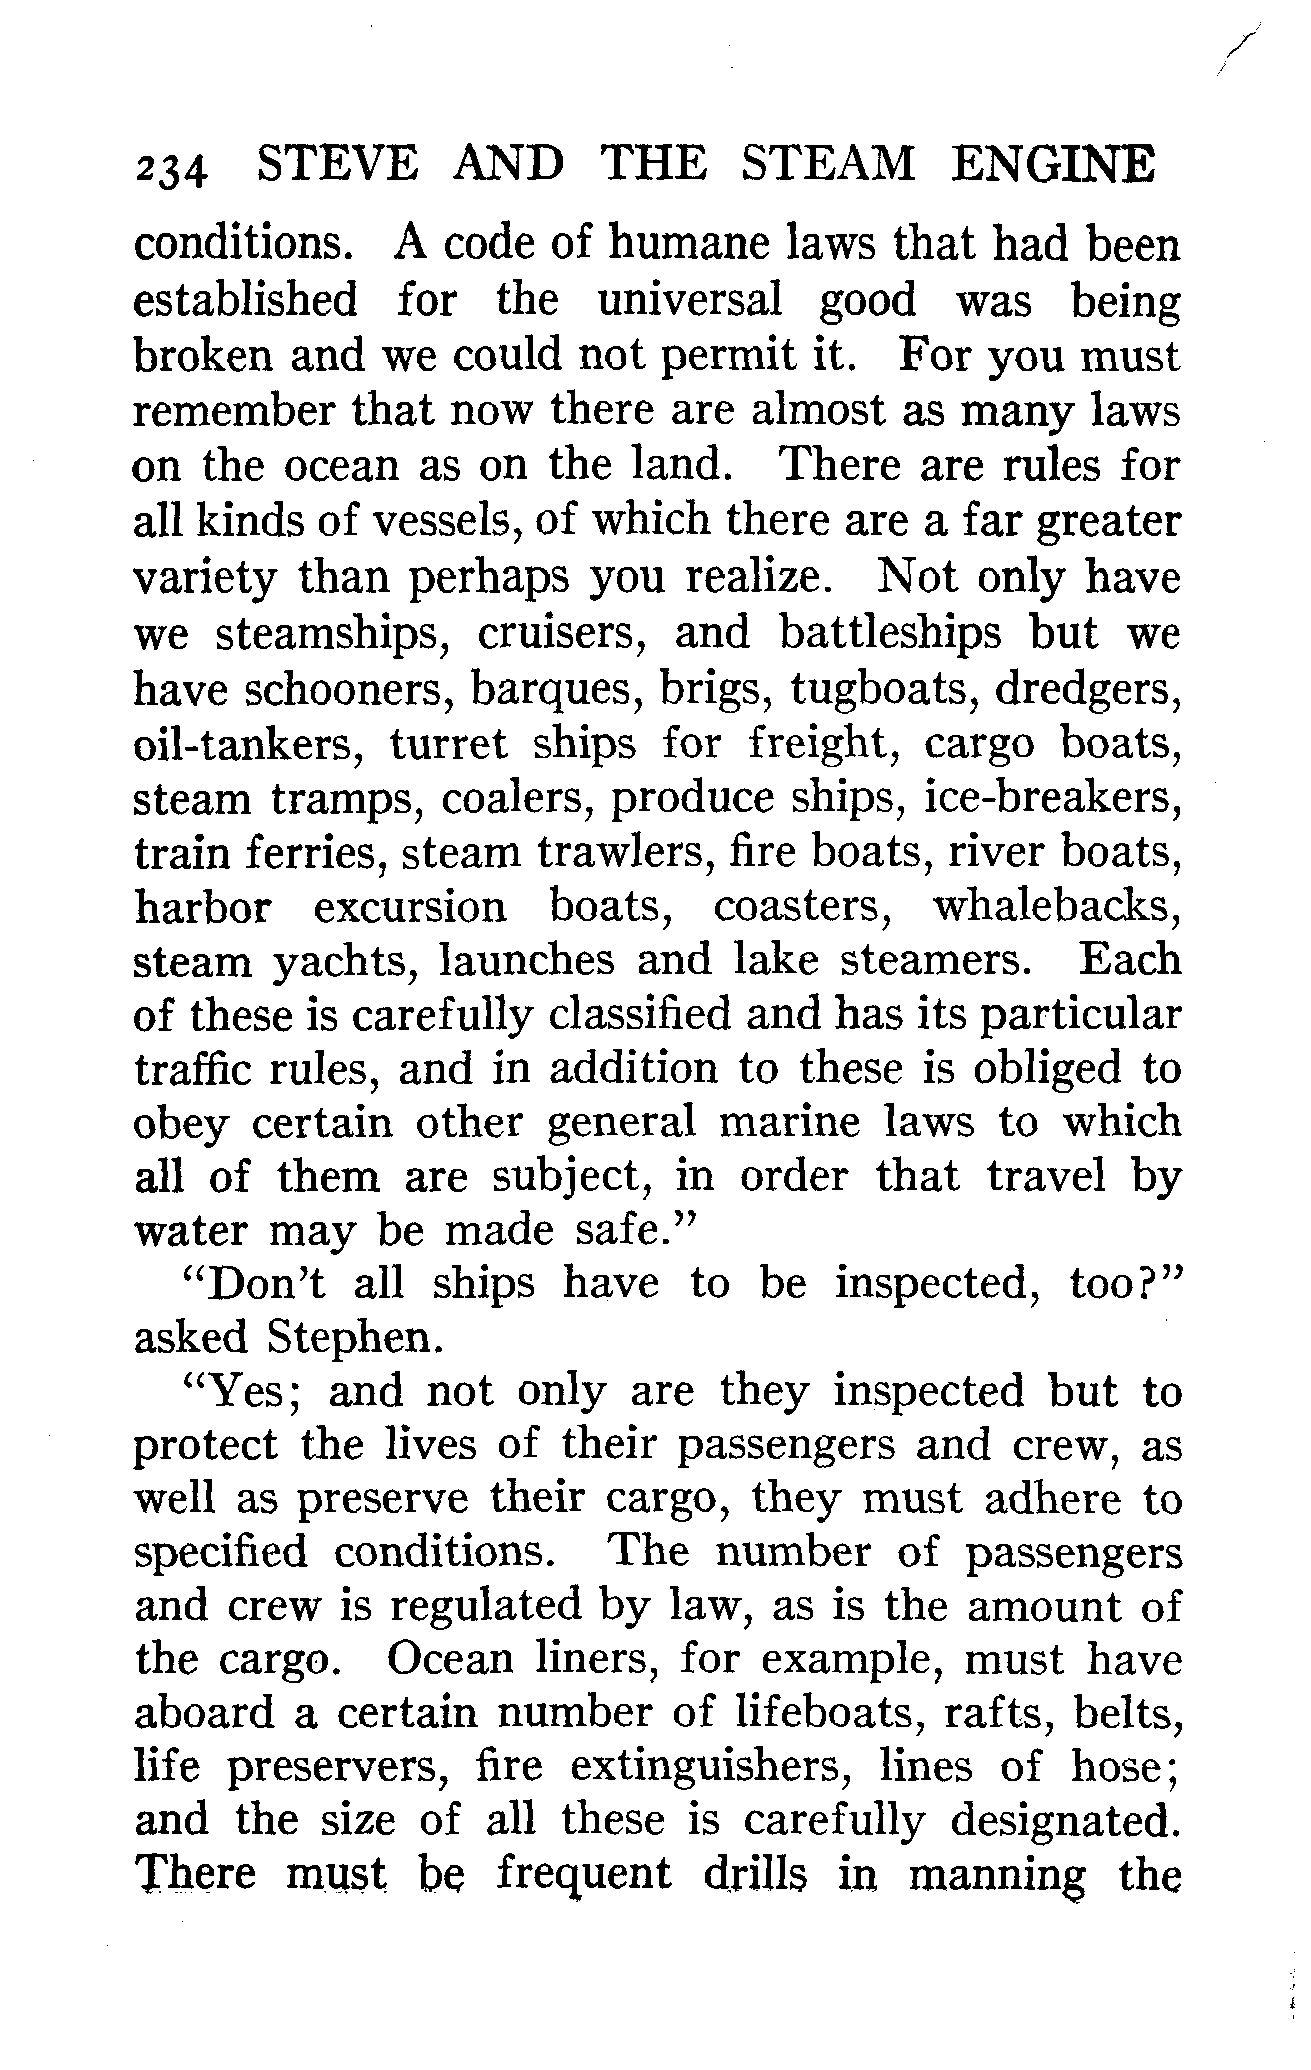 234 STEVE AND THE STEAM ENGINE
conditions. A code of humane laws that had been
established for the universal good was being
broken and we could not permit it. For you must
remember that now there are almost as many laws
on the ocean as on the land. There are rules for
all kinds of vessels, of which there are a far greater
variety than perhaps you realize. Not only have
we steamships, cruisers, and battleships but we
have schooners, barques, brigs, tugboats, dredgers,
oil-tankers, turret ships for freight, cargo boats,
steam tramps, coalers, produce ships, ice-breakers,
train ferries, steam trawlers, fire boats, river boats,
harbor excursion boats, coasters, whalebacks,
steam yachts, launches and lake steamers. Each
of these is carefully classified and has its particular
traffic rules, and in addition to these is obliged to
obey certain other general marine laws to which
all of them are subject, in order that travel by
water may be made safe."
"Don't all ships have to be inspected, too?"
asked Stephen.
"Yes; and not only are they inspected but to
protect the lives of their passengers and crew, as
well as preserve their cargo, they must adhere to
specified conditions. The number of passengers
and crew is regulated by law, as is the amount of
the cargo. Ocean liners, for example, must have
aboard a certain number of lifeboats, rafts, belts,
life preservers, fire extinguishers, lines of hose;
and the size of all these is carefully designated.
There must be frequent drills in manning the